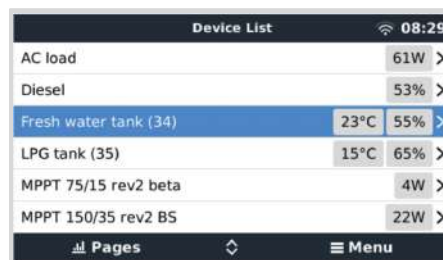 Device List 08:29
AC load 61W
Diesel 53%
Fresh water tank (34) 23°C 55%
LPG tank (35) 15°C 65%
MPPT 75/15 rev2 beta 4W
MPPT 150/35 rev2 BS 22W
Pages Menu